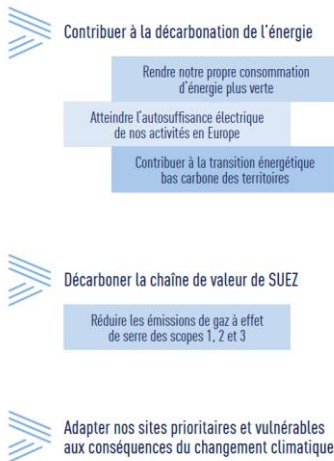 Contribuer à la décarbonation de l'énergie
Rendre notre propre consommation
d'énergie plus verte
Atteindre l'autosuffisance électrique
de nos activités en Europe
Contribuer à la transition énergétique
bas carbone des territoires
Décarboner la chaîne de valeur de SUEZ
Réduire les émissions de gaz à effet
de serre des scopes 1, 2 et 3
Adapter nos sites prioritaires et vulnérables
aux conséquences du changement climatique